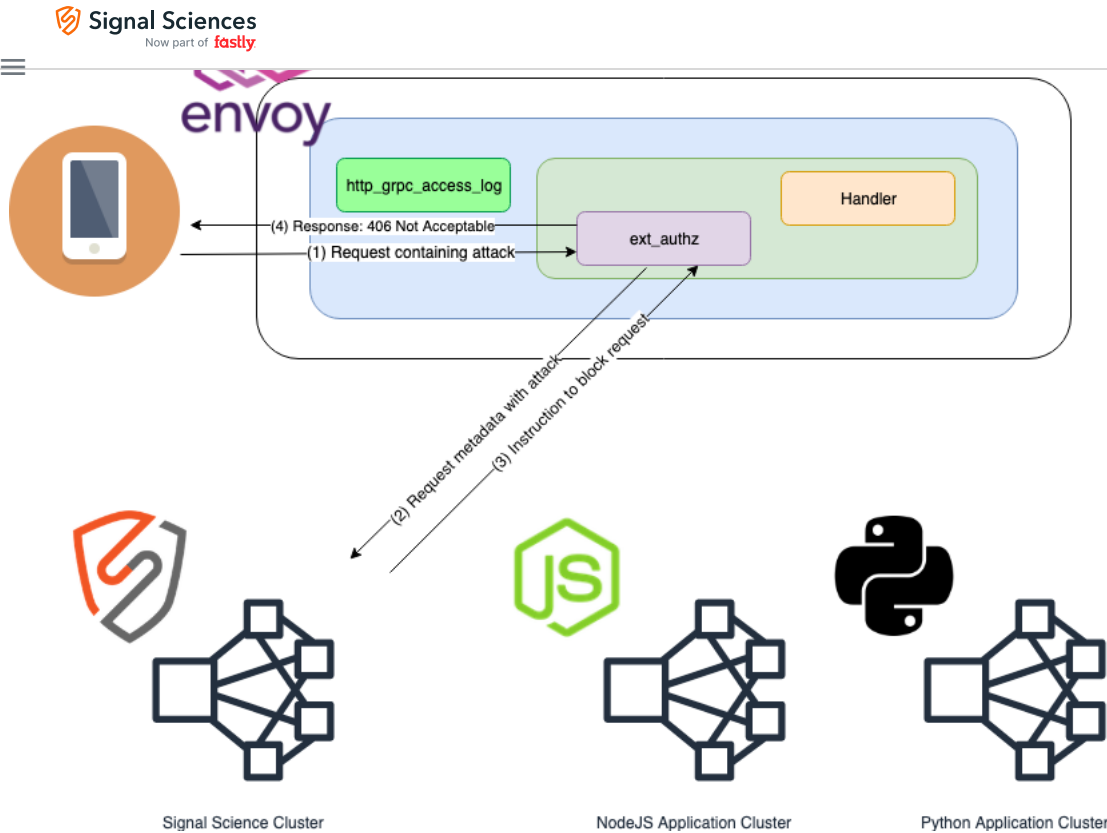 Signal Sciences
Now part of fastly
envoy
http_grpc_access_log
Handler
(4) Response: 406 Not Acceptable
ext_authz
(1) Request containing attack
(2) Request metadata with attack
(3) Instruction to block request
JS
Signal Science Cluster
NodeJS Application Cluster
Python Application Cluster